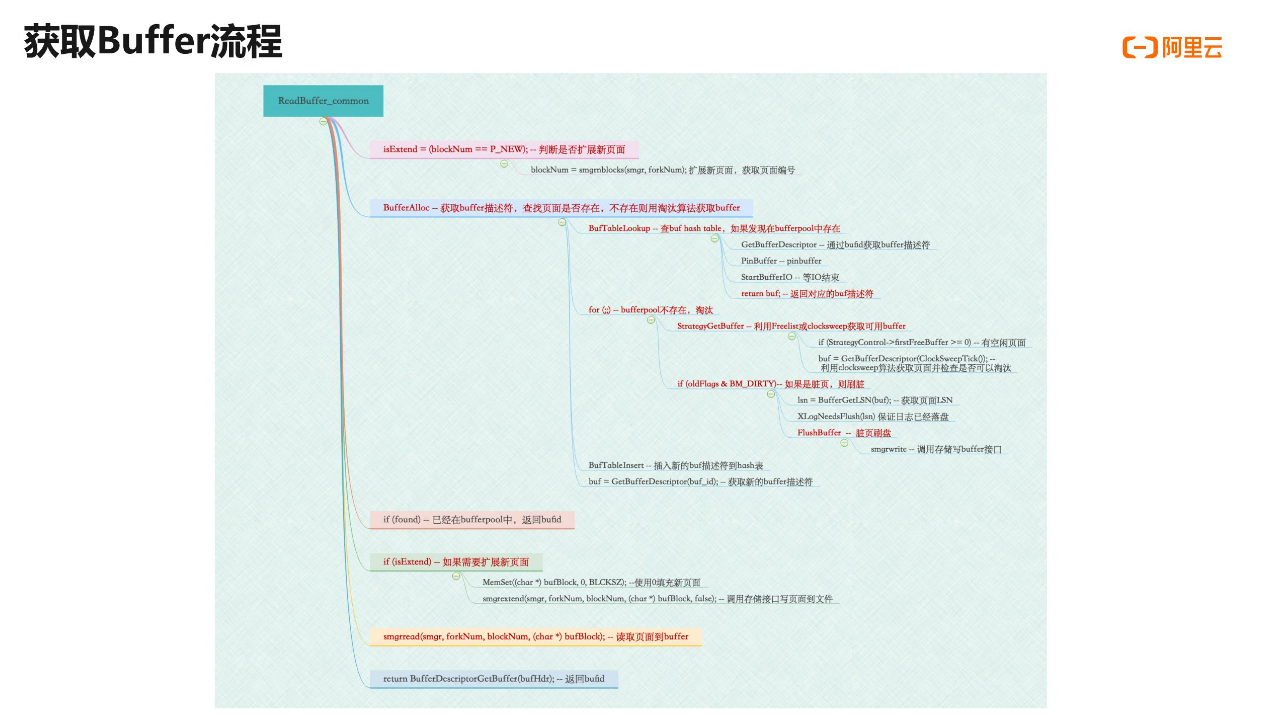 获取Buffer流程
阿里云
ReadBuffer_common
isExtend = (blockNum == P_NEW); -- 判断是否扩展新页面
blockNum = smgrnblocks(smgr, forkNum); 扩展新页面，获取页面编号
BufferAlloc -- 获取buffer描述符，查找页面是否存在，不存在则用淘汰算法获取buffer
BufTableLookup -- 查buf hash table，如果发现在bufferpool中存在
GetBufferDescriptor -- 通过bufid获取buffer描述符
PinBuffer -- pinbuffer
StartBufferIO -- 等IO结束
return buf; -- 返回对应的buf描述符
for (;;) -- bufferpool不存在，淘汰
StrategyGetBuffer -- 利用Freelist或clocksweep获取可用buffer
if (StrategyControl->firstFreeBuffer >= 0) -- 有空闲页面
buf = GetBufferDescriptor(ClockSweepTick()); --
利用clocksweep算法获取页面并检查是否可以淘汰
if (oldFlags & BM_DIRTY)-- 如果是脏页，则刷脏
lsn = BufferGetLSN(buf); -- 获取页面LSN
XLogNeedsFlush(lsn) 保证日志已经落盘
FlushBuffer -- 脏页刷盘
smgrwrite -- 调用存储写buffer接口
BufTableInsert -- 插入新的buf描述符到hash表
buf = GetBufferDescriptor(buf_id); -- 获取新的buffer描述符
if (found) -- 已经在bufferpool中，返回bufid
if (isExtend) -- 如果需要扩展新页面
MemSet((char *) bufBlock, 0, BLCKSZ); --使用0填充新页面
smgrextend(smgr, forkNum, blockNum, (char *) bufBlock, false); -- 调用存储接口写页面到文件
smgrread(smgr, forkNum, blockNum, (char *) bufBlock); -- 读取页面到buffer
return BufferDescriptorGetBuffer(bufHdr); -- 返回bufid